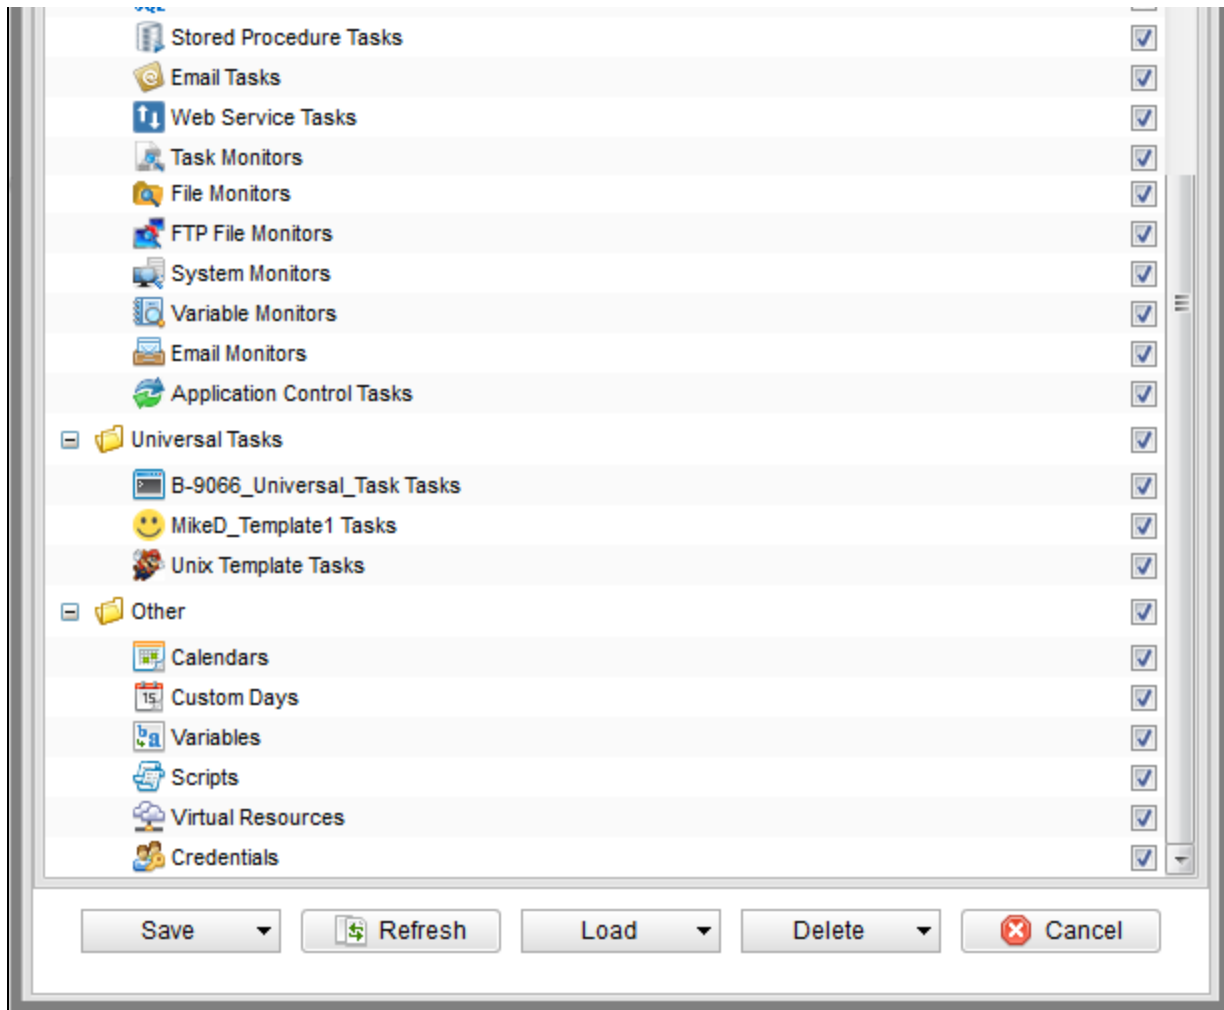 SQL
Stored Procedure Tasks
Email Tasks
Web Service Tasks
Task Monitors
File Monitors
FTP File Monitors
System Monitors
Variable Monitors
Email Monitors
Application Control Tasks
Universal Tasks
B-9066_Universal_Task Tasks
MikeD_Template1 Tasks
Unix Template Tasks
Other
Calendars
15 Custom Days
b a Variables
Scripts
Virtual Resources
Credentials
Save Refresh Load Delete Cancel